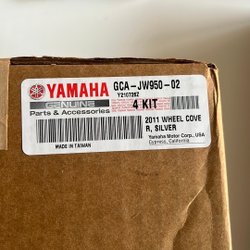 YAMAHA
GENUINE
Parts & Accessories
GCA-JW950-02
Y210726Z
4 KIT
2011 WHEEL COVE
R, SILVER
Yamaha Motor Corp., USA
Cypress, California
MADE IN TAIWAN